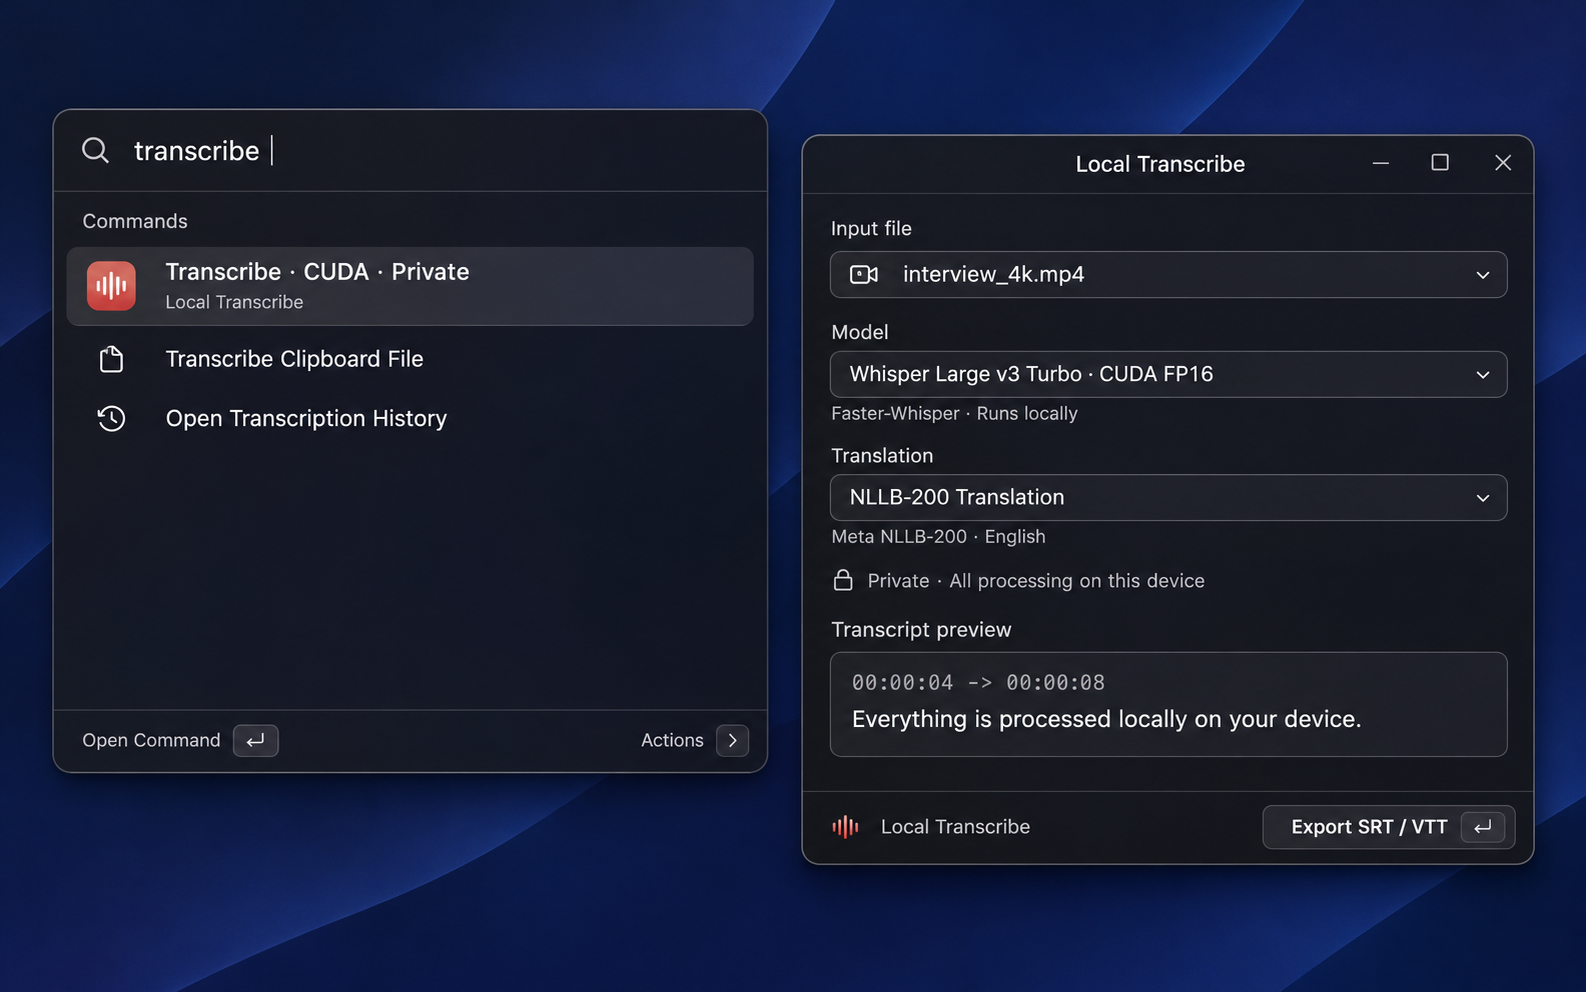 transcribe
Commands
Transcribe · CUDA · Private
Local Transcribe
Transcribe Clipboard File
Open Transcription History
Open Command
Actions
Local Transcribe
Input file
interview_4k.mp4
Model
Whisper Large v3 Turbo · CUDA FP16
Faster-Whisper · Runs locally
Translation
NLLB-200 Translation
Meta NLLB-200 · English
Private · All processing on this device
Transcript preview
00:00:04 -> 00:00:08
Everything is processed locally on your device.
Local Transcribe
Export SRT / VTT